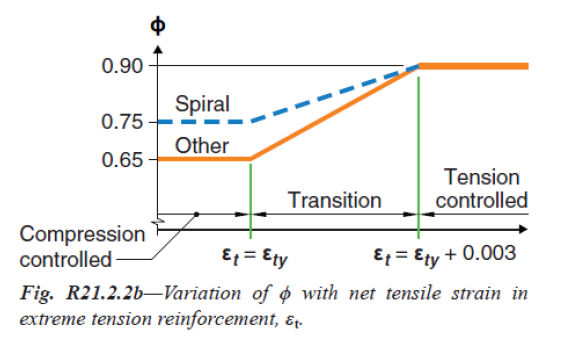 ϕ
0.90
Spiral
0.75
Other
0.65
Tension
Transition
controlled
Compression
controlled
εt = εty
εt = εty + 0.003
Fig. R21.2.2b—Variation of ϕ with net tensile strain in
extreme tension reinforcement, εt.